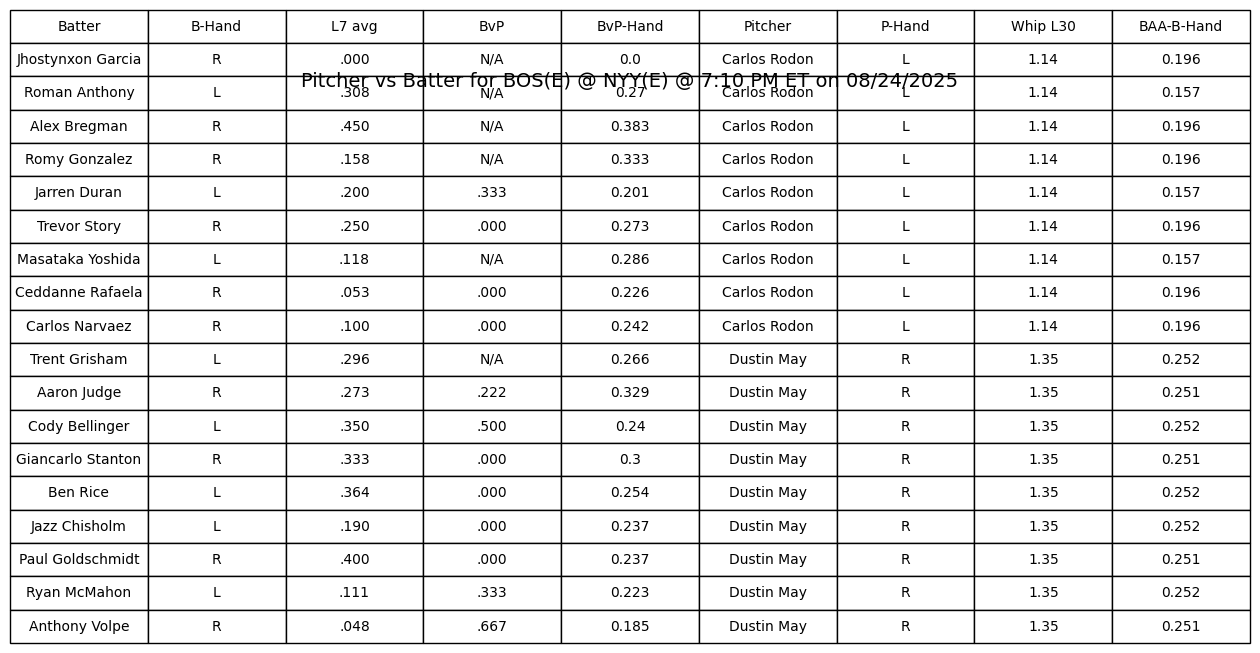 Batter B-Hand L7 avg BvP BvP-Hand Pitcher P-Hand Whip L30 BAA-B-Hand
Jhostynxon Garcia R .000 N/A 0.0 Carlos Rodon L 1.14 0.196
Pitcher vs Batter for BOS(E) @ NYY(E) @ 7:10 PM ET on 08/24/2025
Roman Anthony L .308 N/A 0.27 Carlos Rodon L 1.14 0.157
Alex Bregman R .450 N/A 0.383 Carlos Rodon L 1.14 0.196
Romy Gonzalez R .158 N/A 0.333 Carlos Rodon L 1.14 0.196
Jarren Duran L .200 .333 0.201 Carlos Rodon L 1.14 0.157
Trevor Story R .250 .000 0.273 Carlos Rodon L 1.14 0.196
Masataka Yoshida L .118 N/A 0.286 Carlos Rodon L 1.14 0.157
Ceddanne Rafaela R .053 .000 0.226 Carlos Rodon L 1.14 0.196
Carlos Narvaez R .100 .000 0.242 Carlos Rodon L 1.14 0.196
Trent Grisham L .296 N/A 0.266 Dustin May R 1.35 0.252
Aaron Judge R .273 .222 0.329 Dustin May R 1.35 0.251
Cody Bellinger L .350 .500 0.24 Dustin May R 1.35 0.252
Giancarlo Stanton R .333 .000 0.3 Dustin May R 1.35 0.251
Ben Rice L .364 .000 0.254 Dustin May R 1.35 0.252
Jazz Chisholm L .190 .000 0.237 Dustin May R 1.35 0.252
Paul Goldschmidt R .400 .000 0.237 Dustin May R 1.35 0.251
Ryan McMahon L .111 .333 0.223 Dustin May R 1.35 0.252
Anthony Volpe R .048 .667 0.185 Dustin May R 1.35 0.251